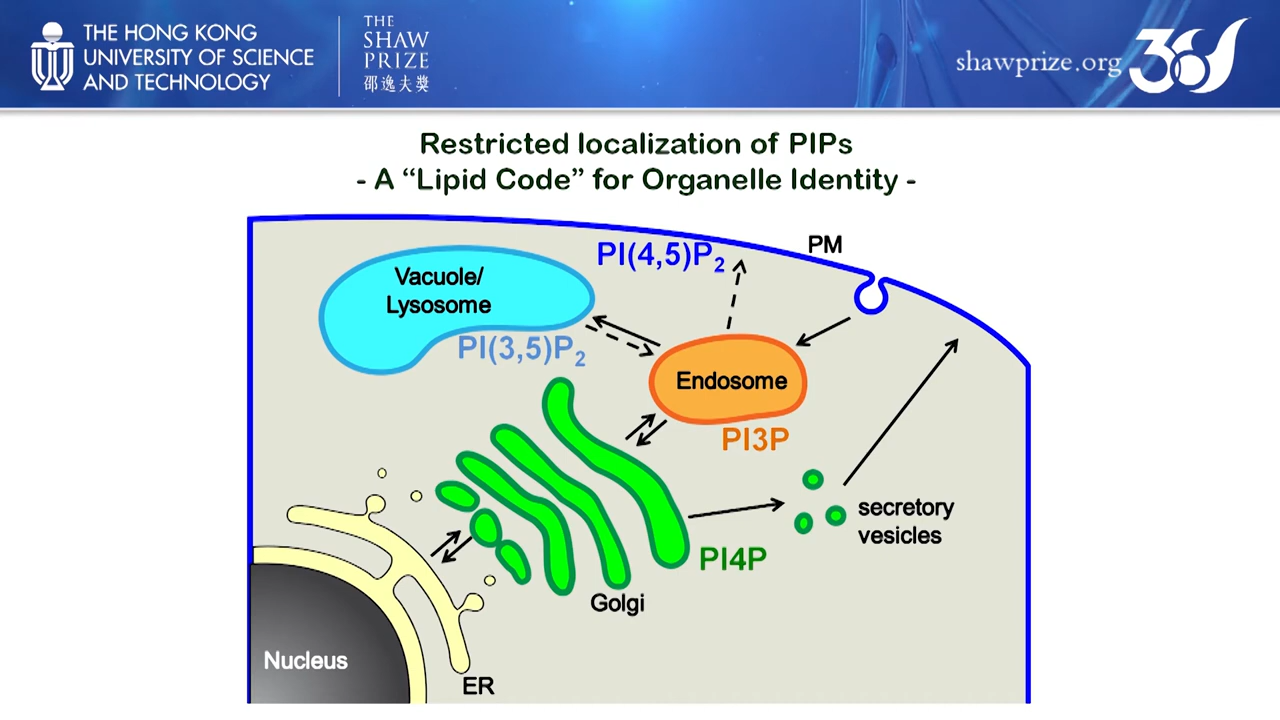 THE HONG KONG
UNIVERSITY OF SCIENCE
AND TECHNOLOGY
THE
SHAW
PRIZE
邵逸夫獎
shawprize.org
36
Restricted localization of PIPs
- A “Lipid Code” for Organelle Identity -
PI(4,5)P₂
PM
Vacuole/
Lysosome
PI(3,5)P₂
Endosome
PI3P
secretory
vesicles
PI4P
Golgi
Nucleus
ER